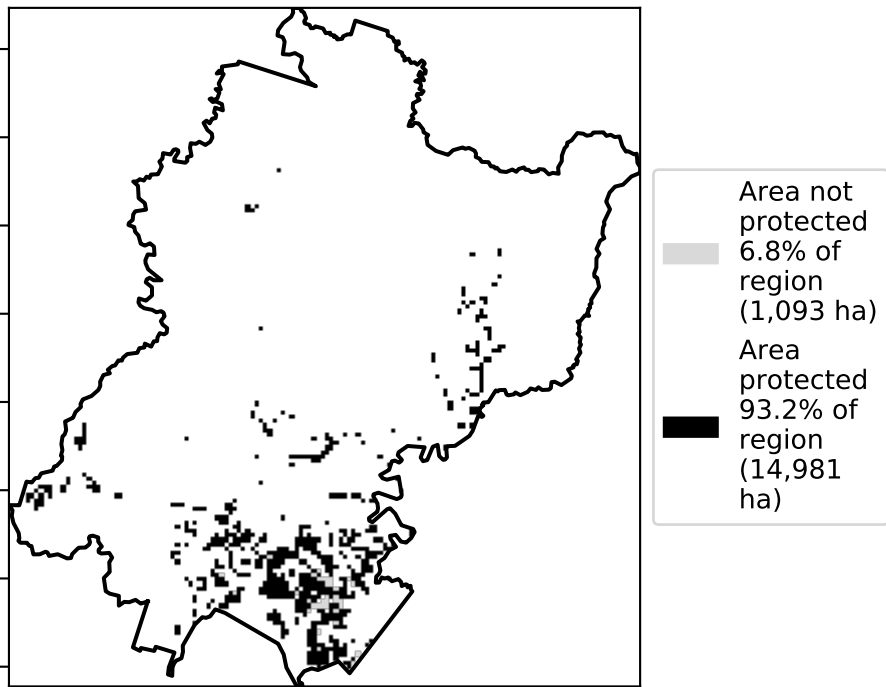 Area not
protected
6.8% of
region
(1,093 ha)
Area
protected
93.2% of
region
(14,981
ha)